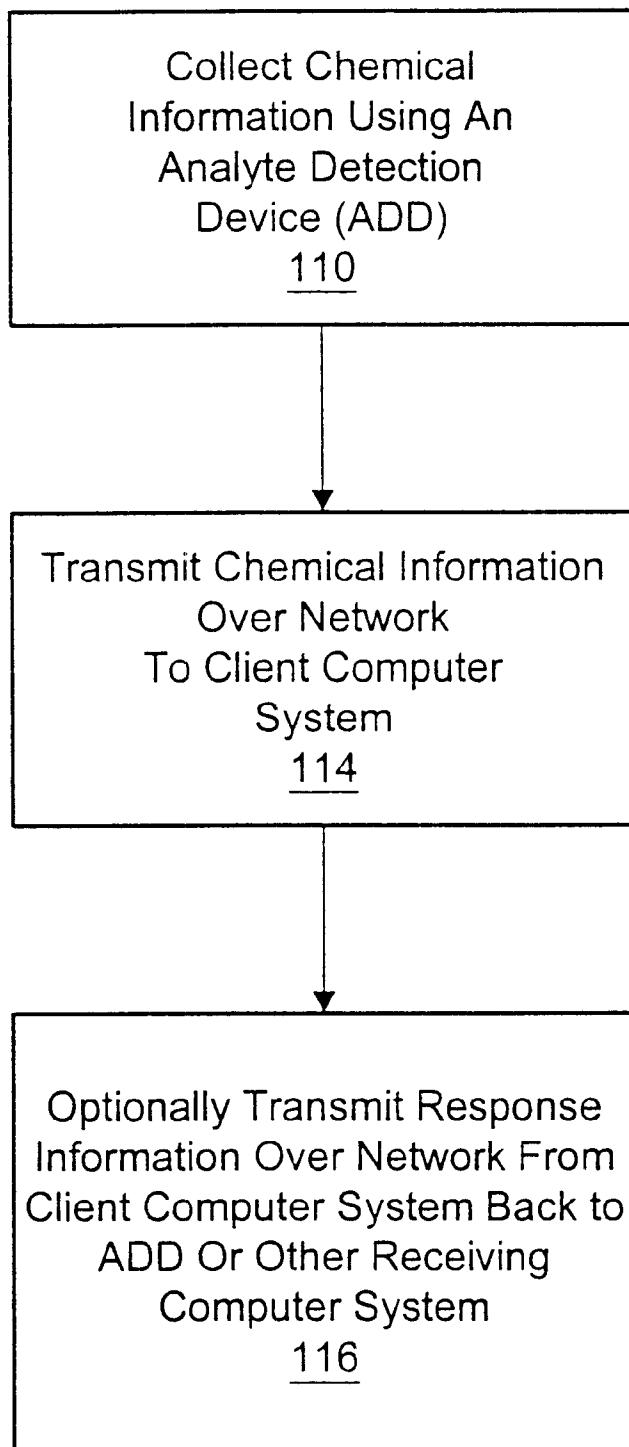 Collect Chemical
Information Using An
Analyte Detection
Device (ADD)
110
Transmit Chemical Information
Over Network
To Client Computer
System
114
Optionally Transmit Response
Information Over Network From
Client Computer System Back to
ADD Or Other Receiving
Computer System
116